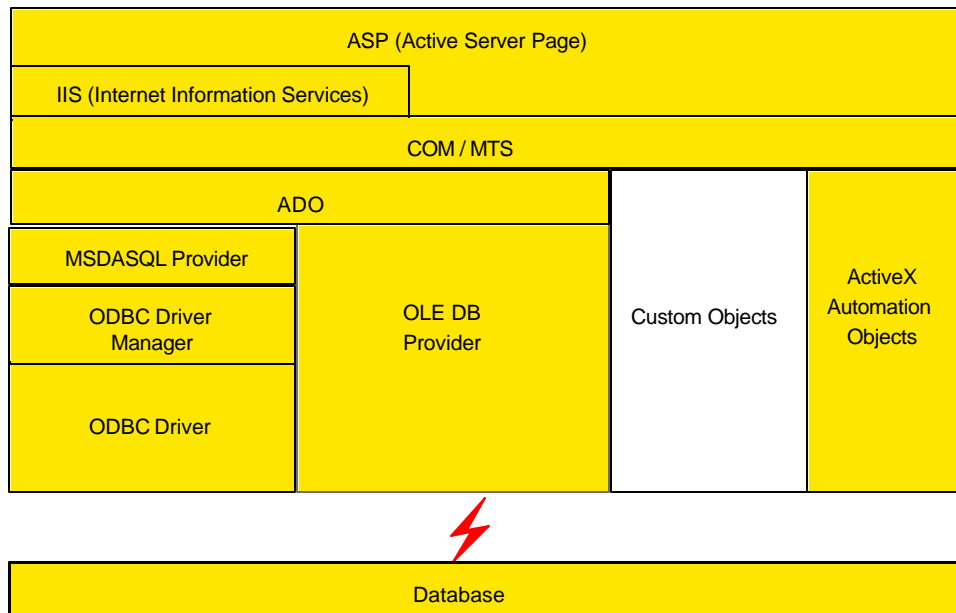 ASP (Active Server Page)
IIS (Internet Information Services)
COM / MTS
ADO
MSDASQL Provider
ODBC Driver
Manager
ODBC Driver
OLE DB
Provider
Custom Objects
ActiveX
Automation
Objects
Database